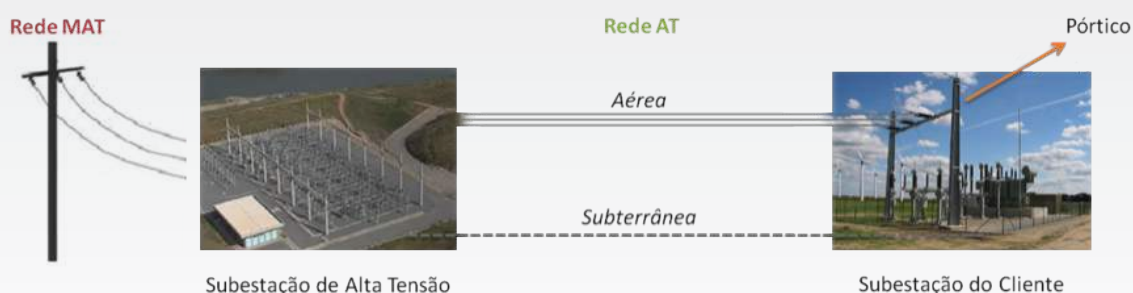 Rede MAT
Rede AT
Pórtico
Aérea
Subterrânea
Subestação de Alta Tensão
Subestação do Cliente